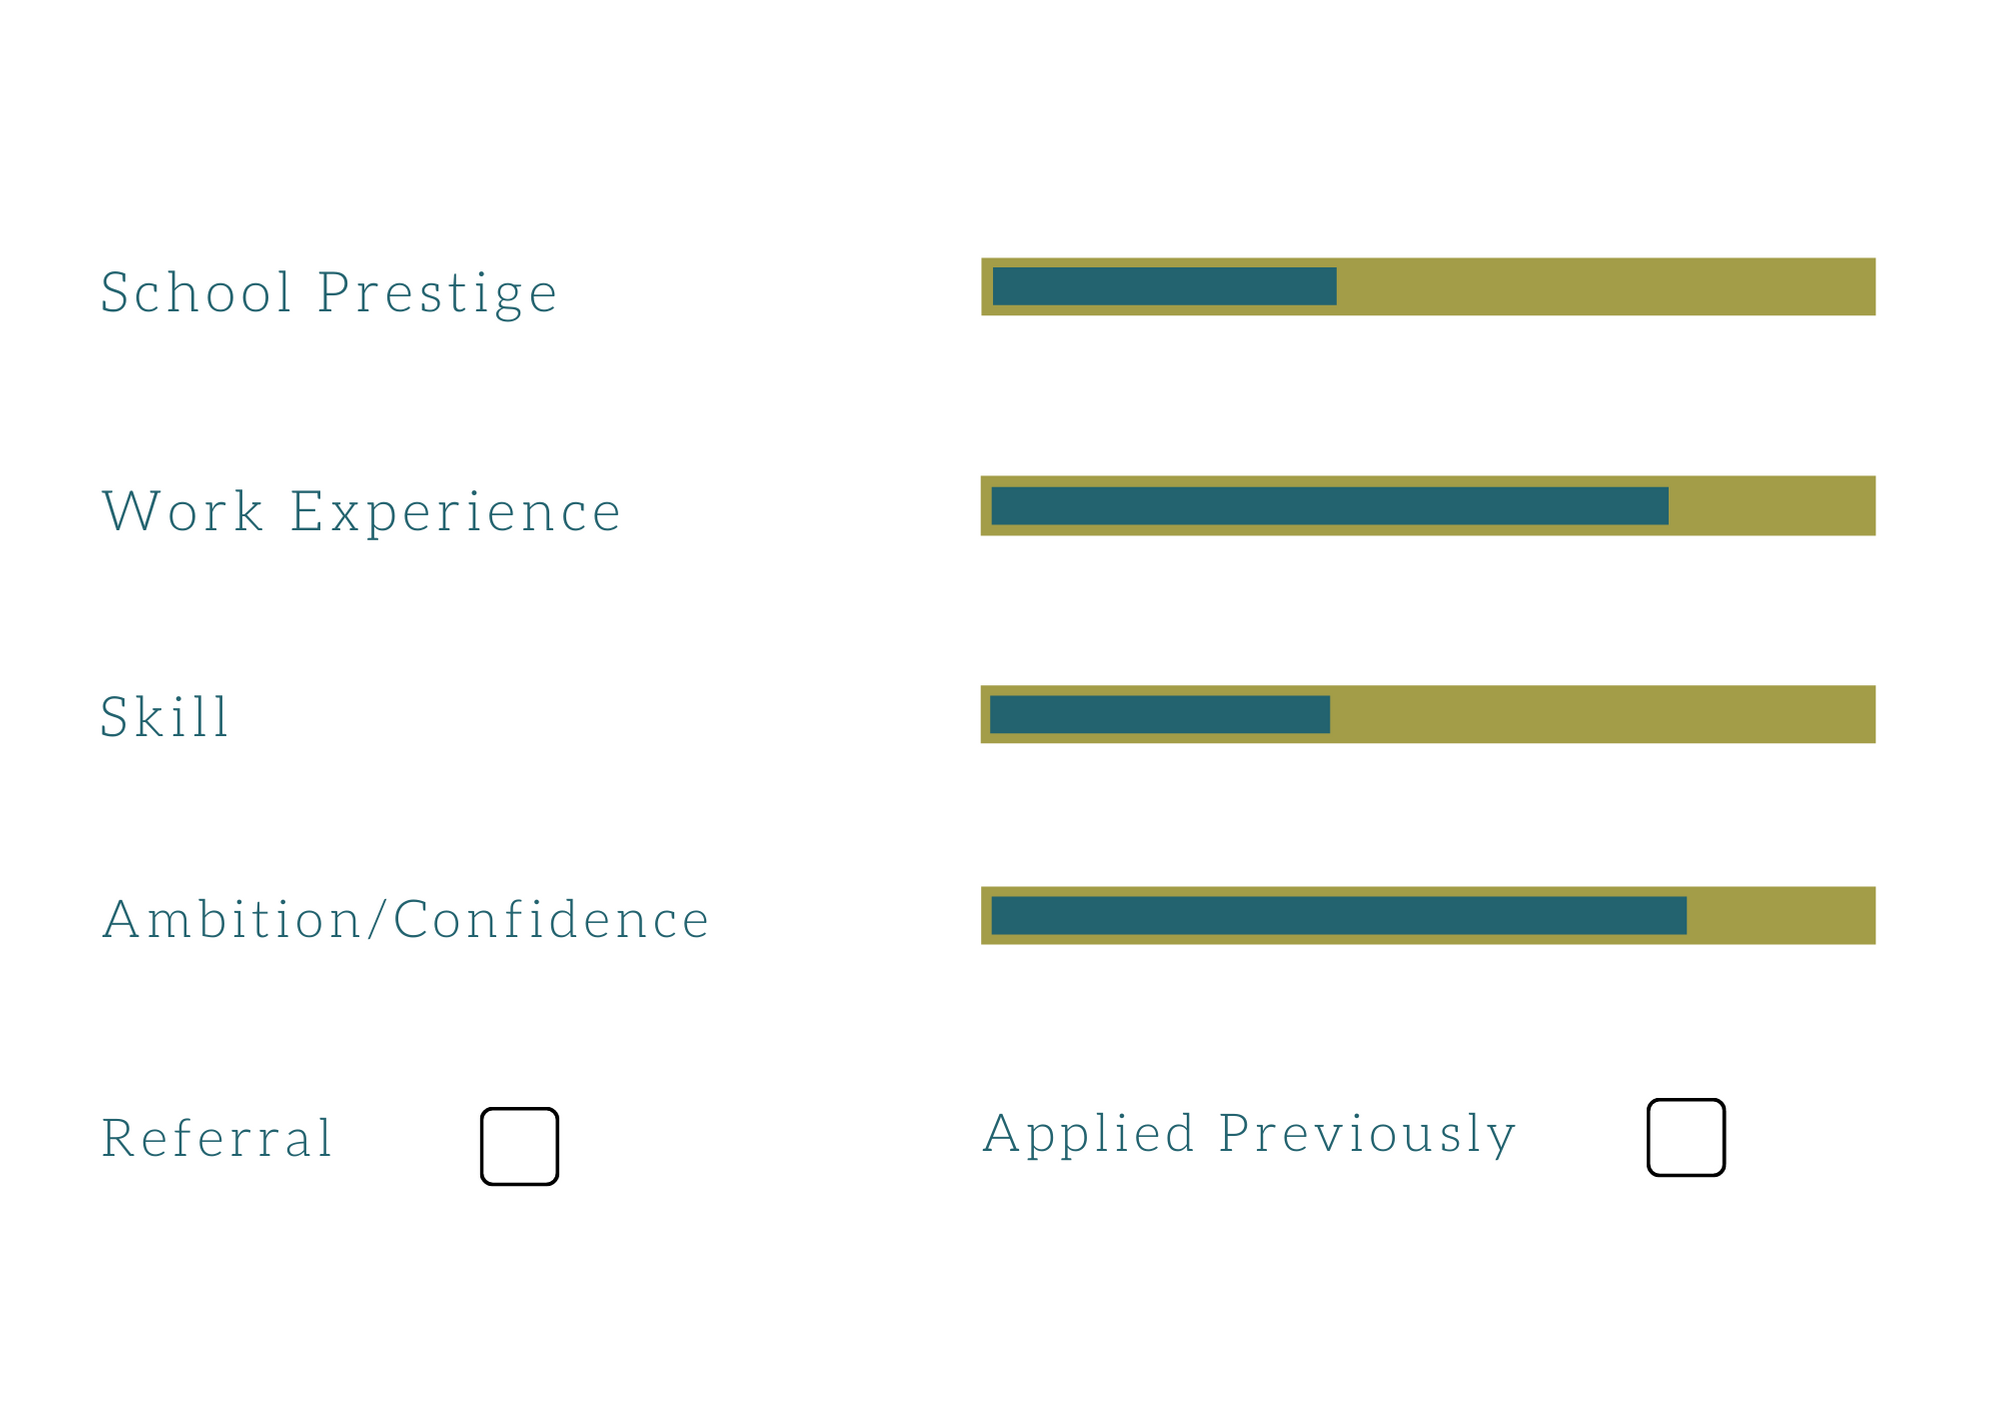 School Prestige
Work Experience
Skill
Ambition/Confidence
Referral
Applied Previously